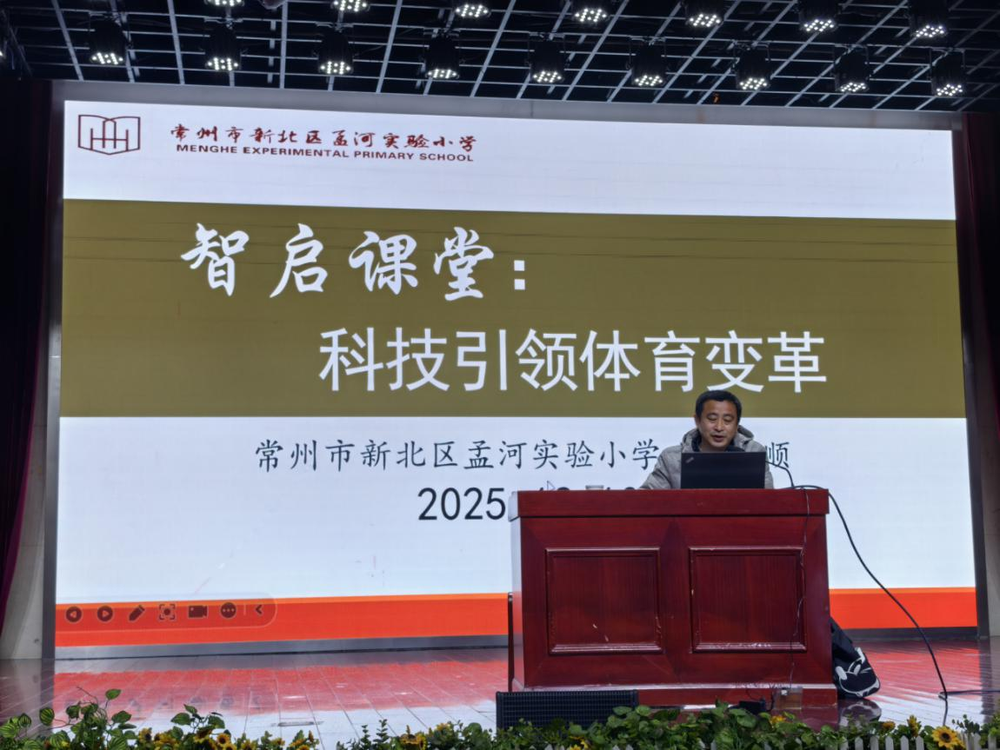 常州市新北区孟河实验小学
MENGHE EXPERIMENTAL PRIMARY SCHOOL
智启课堂：
科技引领体育变革
常州市新北区孟河实验小学 顺
2025